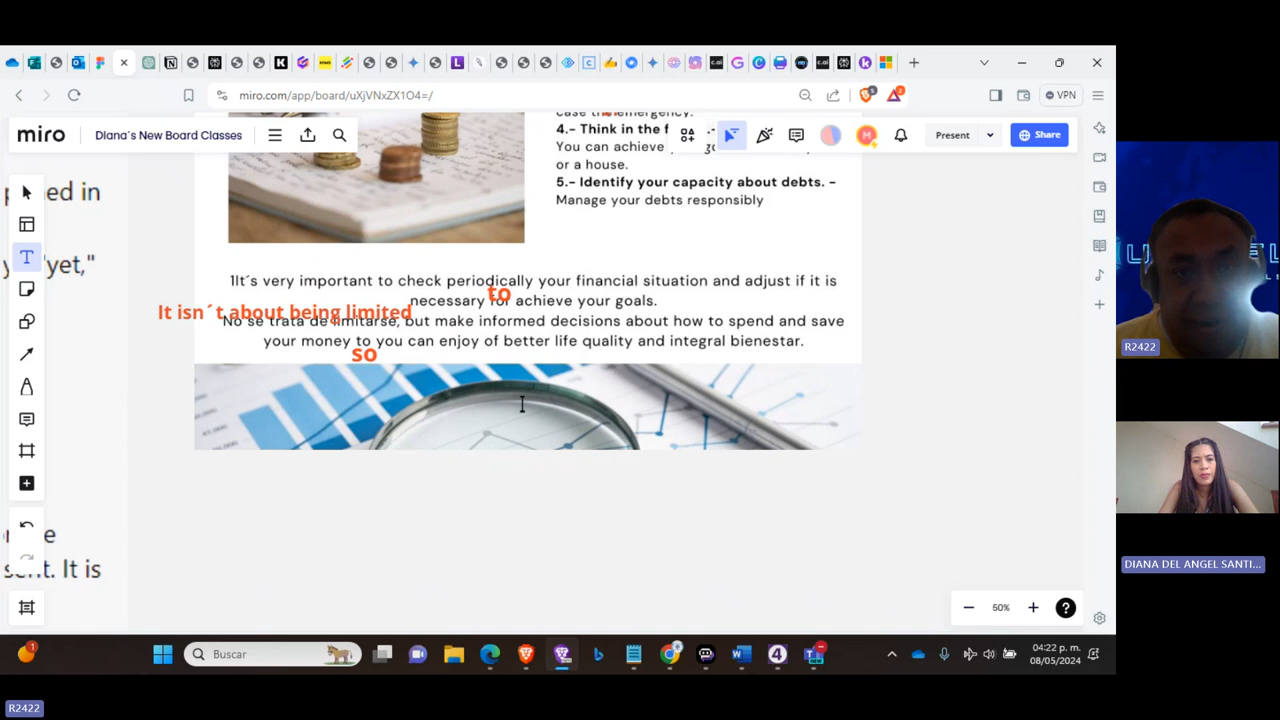 miro.com/app/board/uXjVNxZX1O4=/
VPN
miro
DIana´s New Board Classes
Present
Share
case the emergency.
4.- Think in the f
You can achieve
or a house.
5.- Identify your capacity about debts. -
Manage your debts responsibly
ed in
"yet,"
1It´s very important to check periodically yur financial situation and adjust if it is
to
necessary for achieve your goals.
It isn´t about being limited
No se trata de limitarse, but make informed decisions about how to spend and save
your money to you can enjoy of better life quality and integral bienestar.
so
It is
50%
Buscar
04:22 p. m.
08/05/2024
R2422
DIANA DEL ANGEL SANTI...
R2422